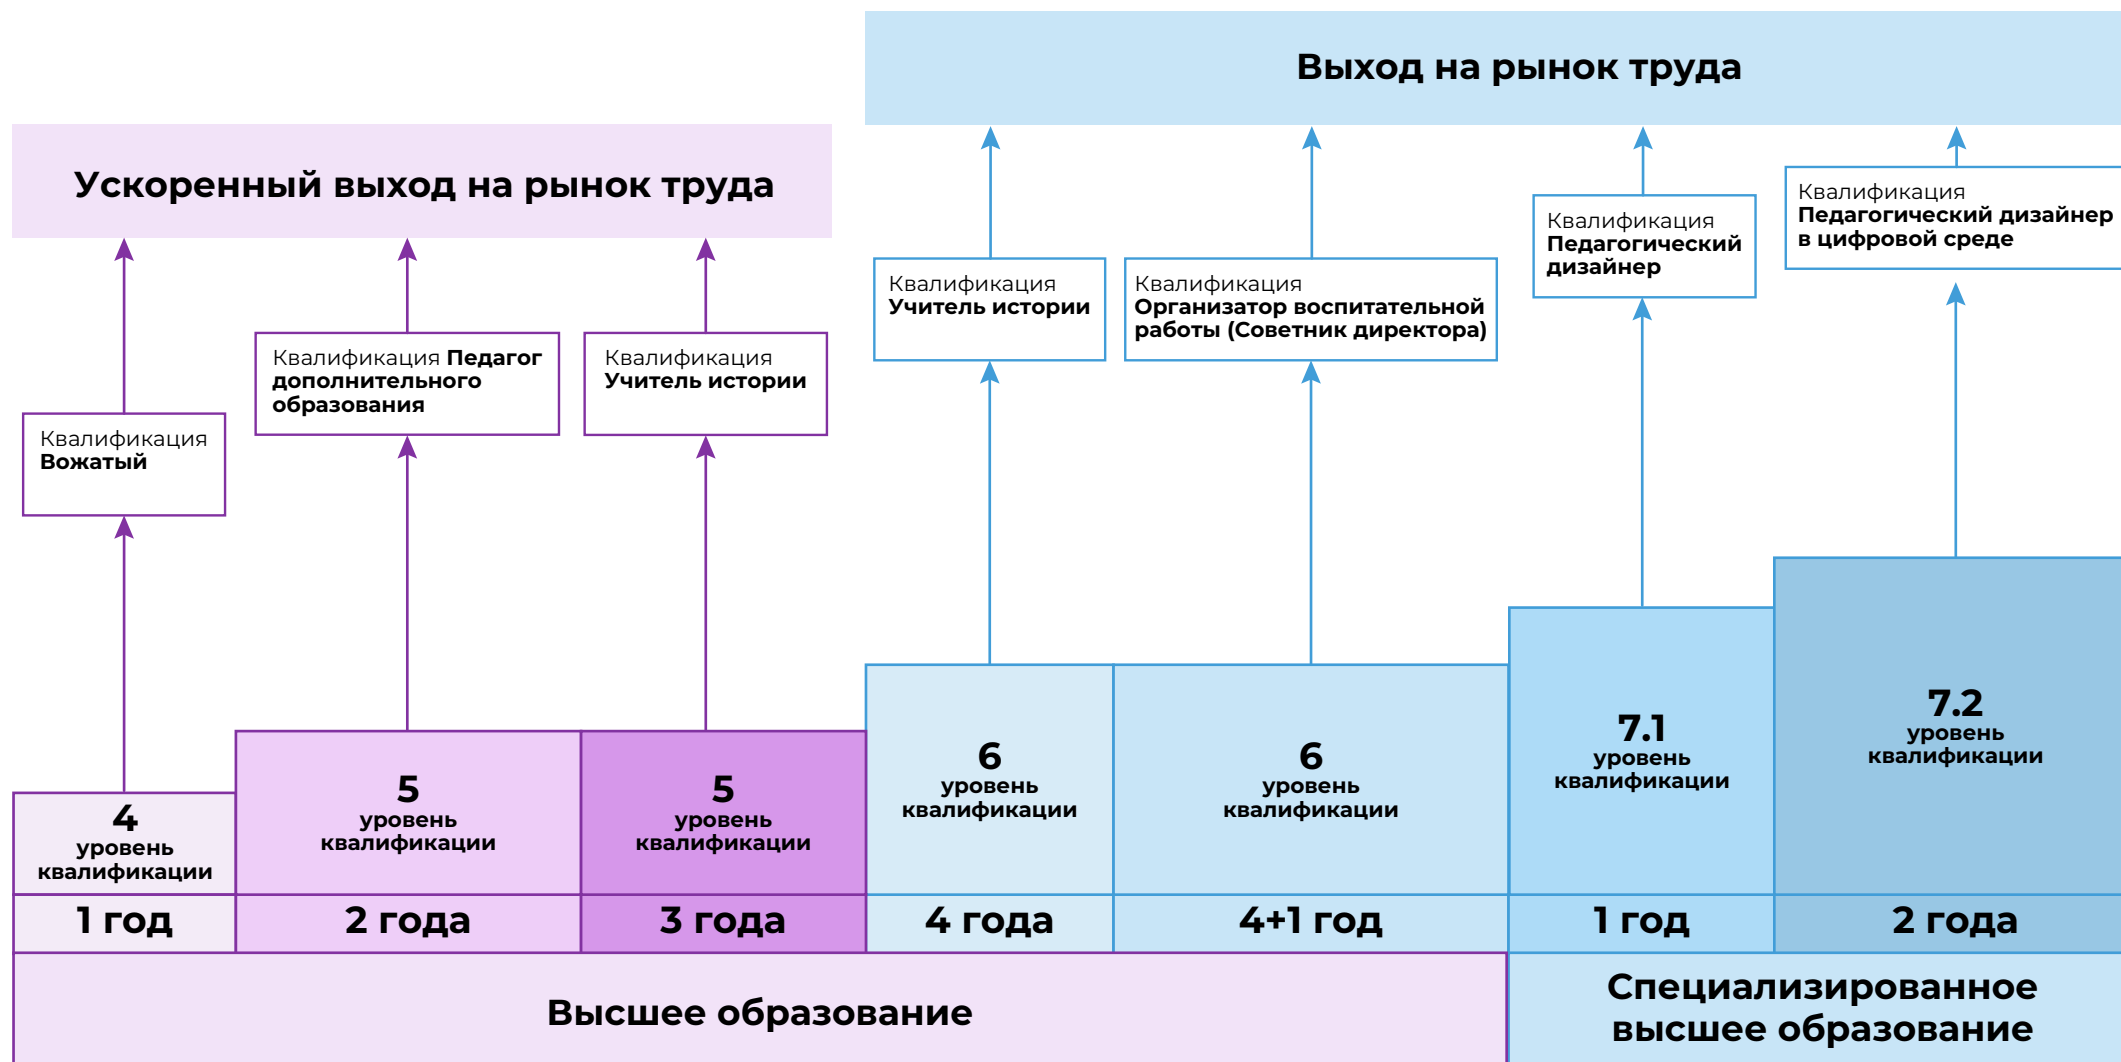 Выход на рынок труда
Ускоренный выход на рынок труда
Квалификация
Вожатый
Квалификация Педагог
дополнительного
образования
Квалификация
Учитель истории
Квалификация
Учитель истории
Квалификация
Организатор воспитательной
работы (Советник директора)
Квалификация
Педагогический
дизайнер
Квалификация
Педагогический дизайнер
в цифровой среде
4
уровень
квалификации
5
уровень
квалификации
5
уровень
квалификации
6
уровень
квалификации
6
уровень
квалификации
7.1
уровень
квалификации
7.2
уровень
квалификации
1 год
2 года
3 года
4 года
4+1 год
1 год
2 года
Высшее образование
Специализированное
высшее образование